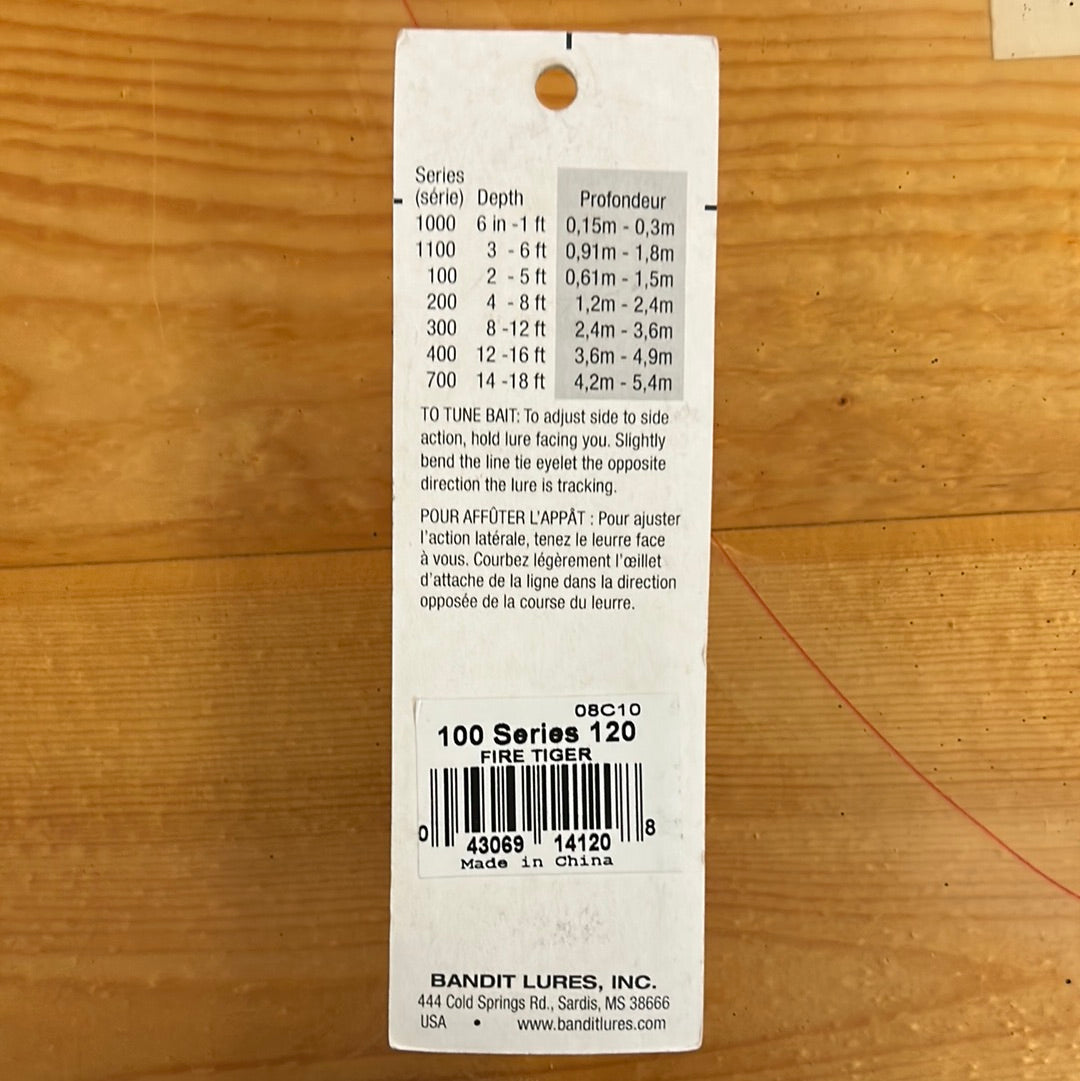 Series
(série) Depth Profondeur
1000 6 in -1 ft 0,15m - 0,3m
1100 3 - 6 ft 0,91m - 1,8m
100 2 - 5 ft 0,61m - 1,5m
200 4 - 8 ft 1,2m - 2,4m
300 8 -12 ft 2,4m - 3,6m
400 12 -16 ft 3,6m - 4,9m
700 14 -18 ft 4,2m - 5,4m
TO TUNE BAIT: To adjust side to side
action, hold lure facing you. Slightly
bend the line tie eyelet the opposite
direction the lure is tracking.
POUR AFFÛTER L'APPÂT : Pour ajuster
l'action latérale, tenez le leurre face
à vous. Courbez légèrement l'œillet
d'attache de la ligne dans la direction
opposée de la course du leurre.
08C10
100 Series 120
FIRE TIGER
0 43069 14120 8
Made in China
BANDIT LURES, INC.
444 Cold Springs Rd., Sardis, MS 38666
USA • www.banditlures.com